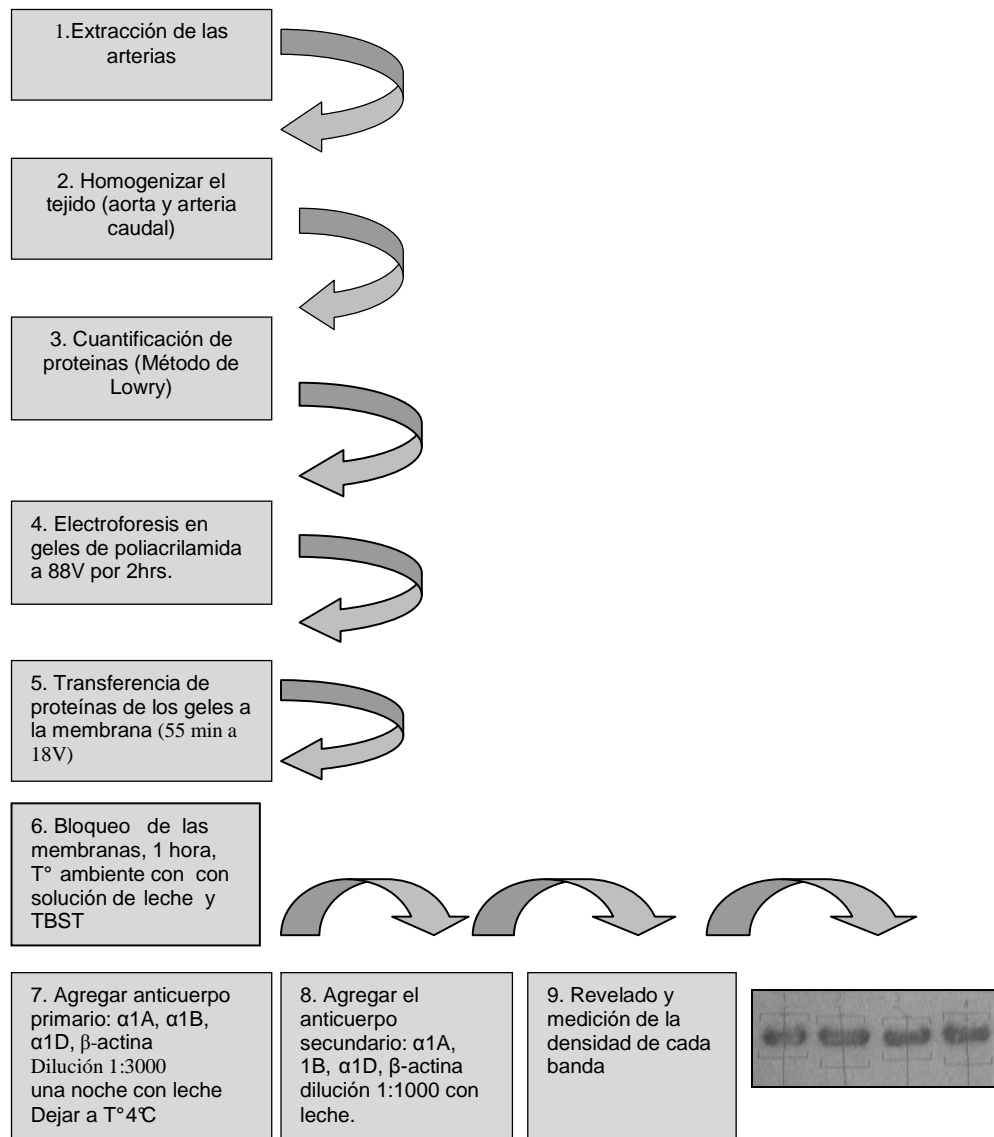 1.Extracción de las
arterias
2. Homogenizar el
tejido (aorta y arteria
caudal)
3. Cuantificación de
proteinas (Método de
Lowry)
4. Electroforesis en
geles de poliacrilamida
a 88V por 2hrs.
5. Transferencia de
proteínas de los geles a
la membrana (55 min a
18V)
6. Bloqueo de las
membranas, 1 hora,
T° ambiente con con
solución de leche y
TBST
7. Agregar anticuerpo
primario: α1A, α1B,
α1D, β-actina
Dilución 1:3000
una noche con leche
Dejar a T°4°C
8. Agregar el
anticuerpo
secundario: α1A,
1B, α1D, β-actina
dilución 1:1000 con
leche.
9. Revelado y
medición de la
densidad de cada
banda
1 2 3 4